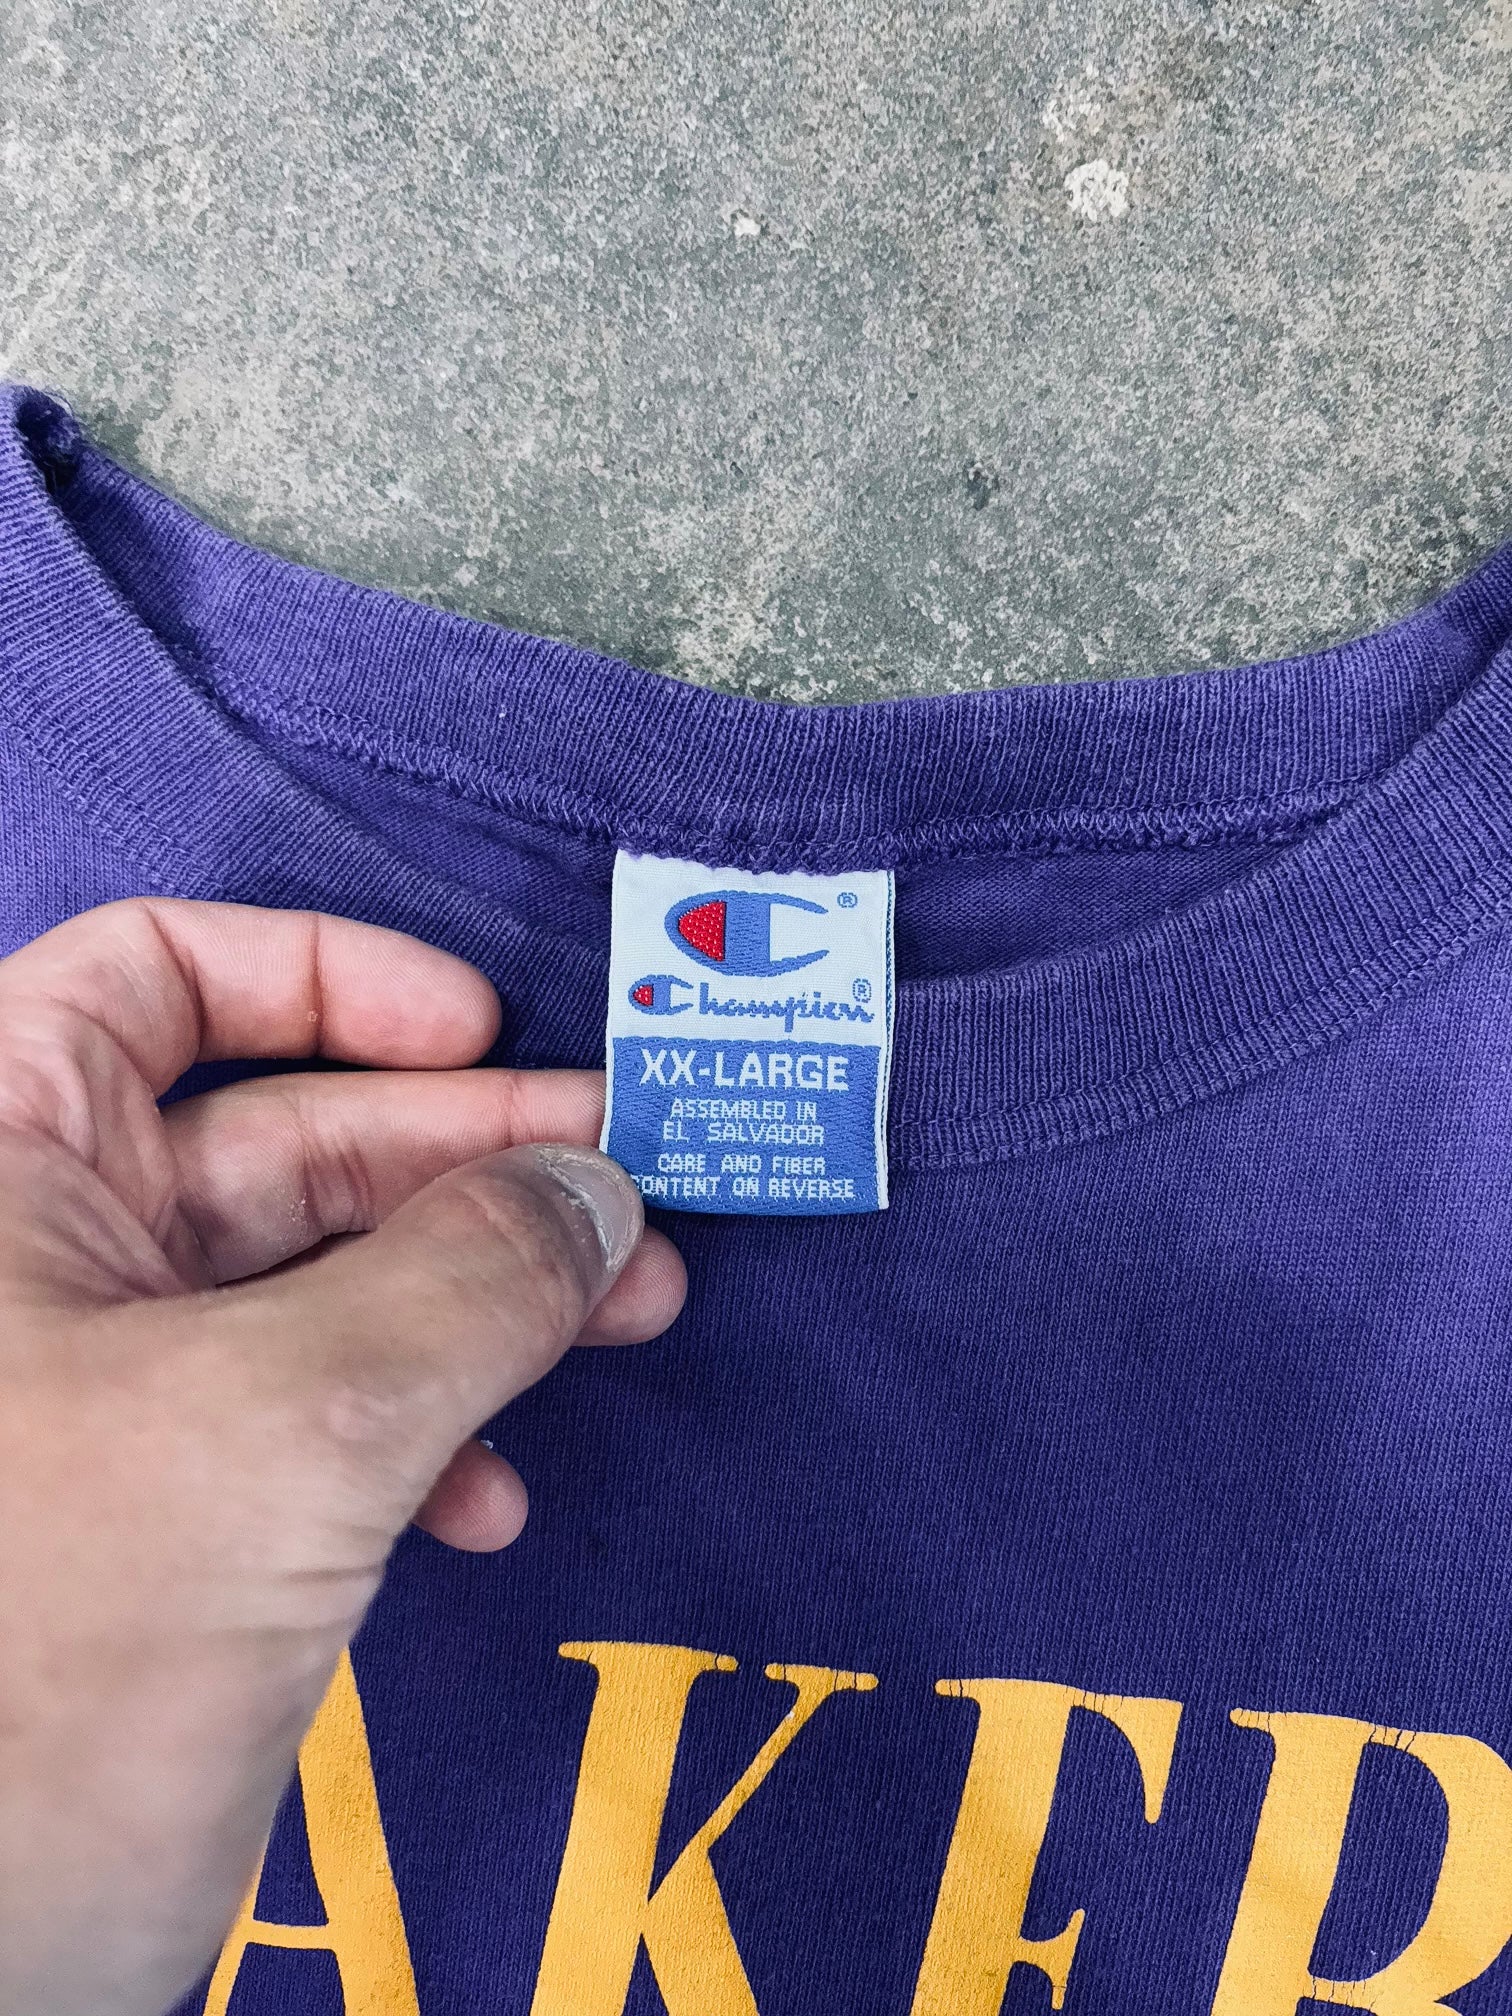 ®
Champion®
XX-LARGE
ASSEMBLED IN
EL SALVADOR
CARE AND FIBER
CONTENT ON REVERSE
AKER